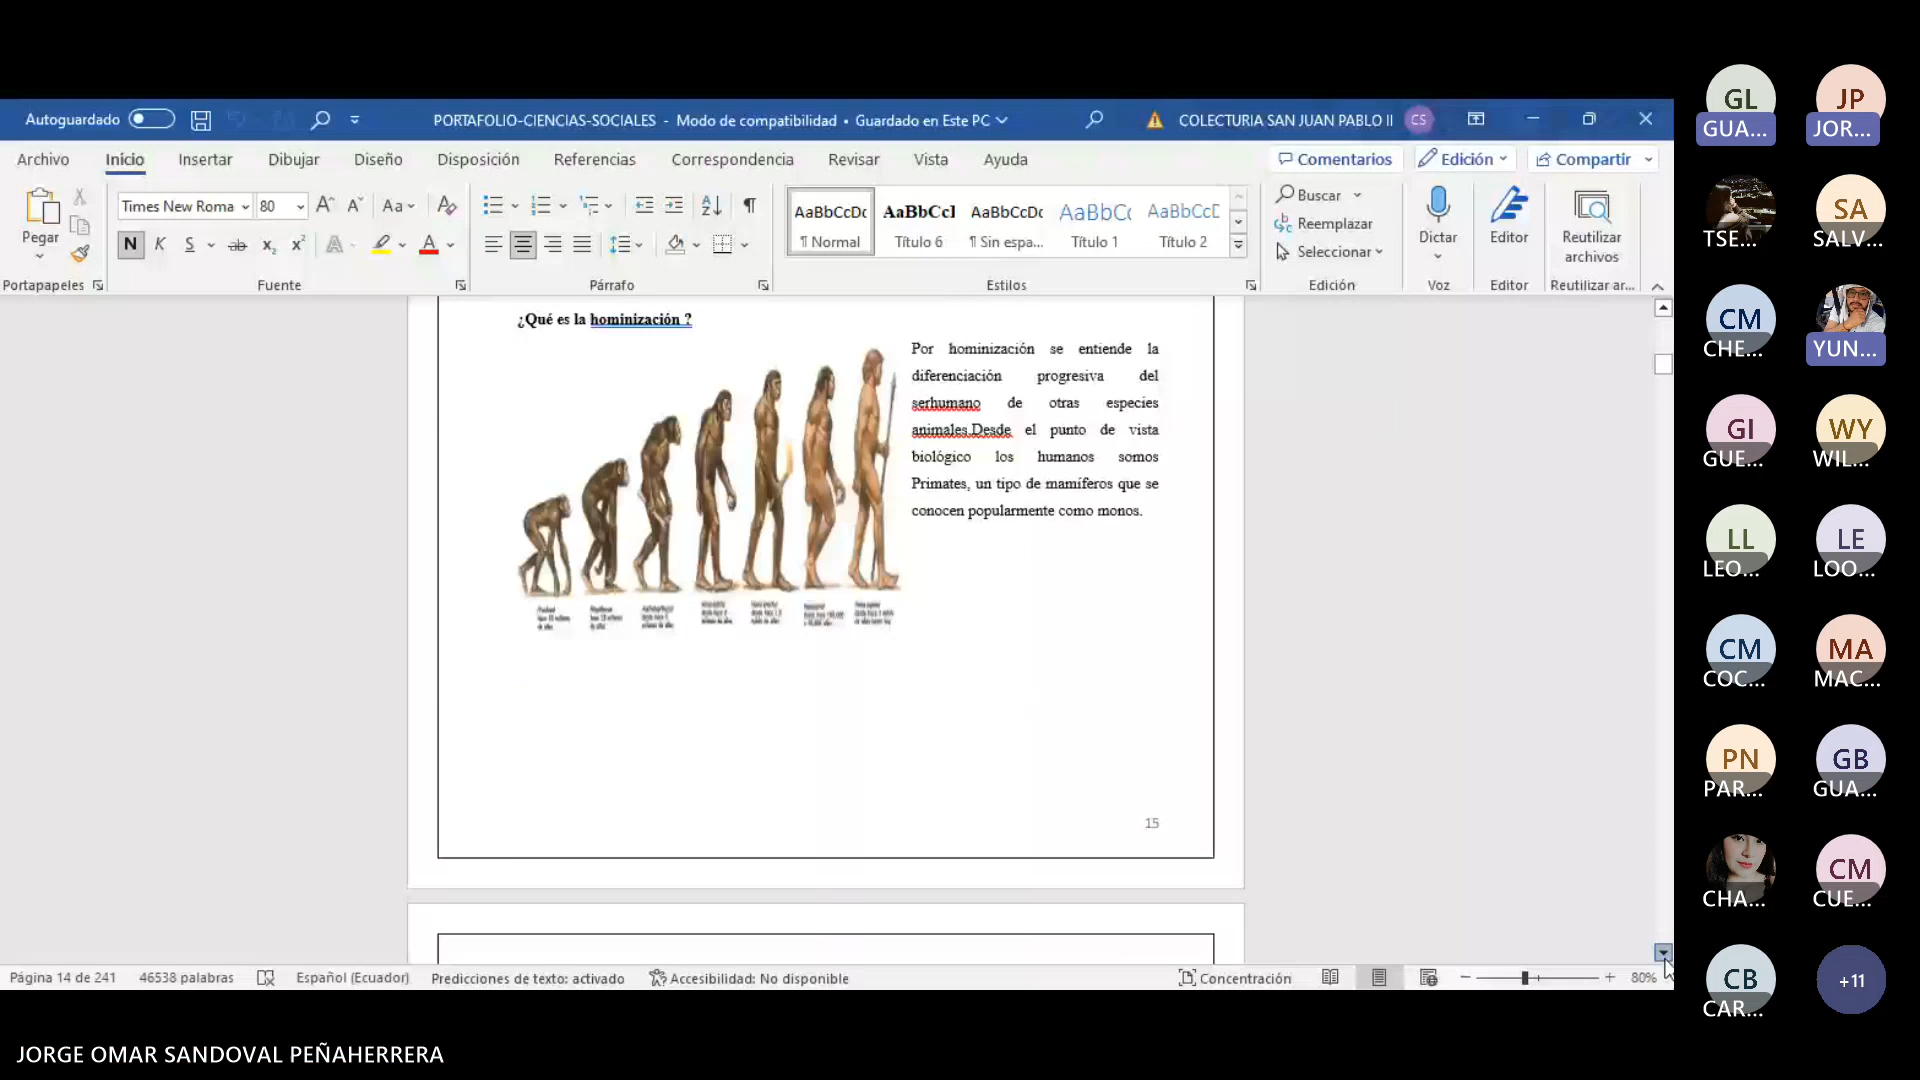 Autoguardado
PORTAFOLIO-CIENCIAS-SOCIALES - Modo de compatibilidad • Guardado en Este PC
COLECTURIA SAN JUAN PABLO II
CS
Archivo
Inicio
Insertar
Dibujar
Diseño
Disposición
Referencias
Correspondencia
Revisar
Vista
Ayuda
Comentarios
Edición
Compartir
Pegar
Portapapeles
Times New Roma
80
Aa
N K S ab x₂ x²
Fuente
Párrafo
AaBbCcDc
¶ Normal
AaBbCcI
Título 6
AaBbCcDc
¶ Sin espa...
AaBbCc
Título 1
AaBbCcE
Título 2
Estilos
Buscar
Reemplazar
Seleccionar
Edición
Dictar
Voz
Editor
Editor
Reutilizar
archivos
Reutilizar ar...
¿Qué es la hominización ?
Por hominización se entiende la
diferenciación progresiva del
serhumano de otras especies
animales.Desde el punto de vista
biológico los humanos somos
Primates, un tipo de mamíferos que se
conocen popularmente como monos.
15
Página 14 de 241
46538 palabras
Español (Ecuador)
Predicciones de texto: activado
Accesibilidad: No disponible
Concentración
80%
GL
GUA...
JP
JOR...
TSE...
SA
SALV...
CM
CHE...
YUN...
GI
GUE...
WY
WIL...
LL
LEO...
LE
LOO...
CM
COC...
MA
MAC...
PN
PAR...
GB
GUA...
CHA...
CM
CUE...
CB
CAR...
+11
JORGE OMAR SANDOVAL PEÑAHERRERA